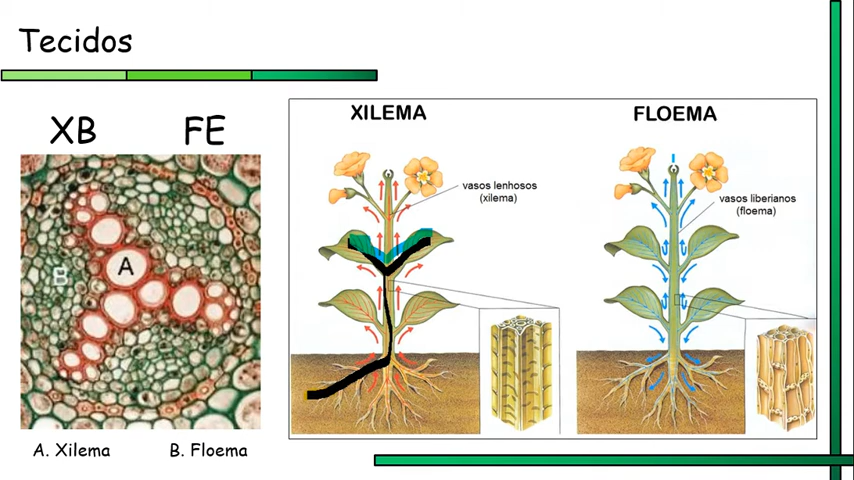 Tecidos
XB
FE
A
B
A. Xilema
B. Floema
XILEMA
vasos lenhosos
(xilema)
FLOEMA
vasos liberianos
(floema)